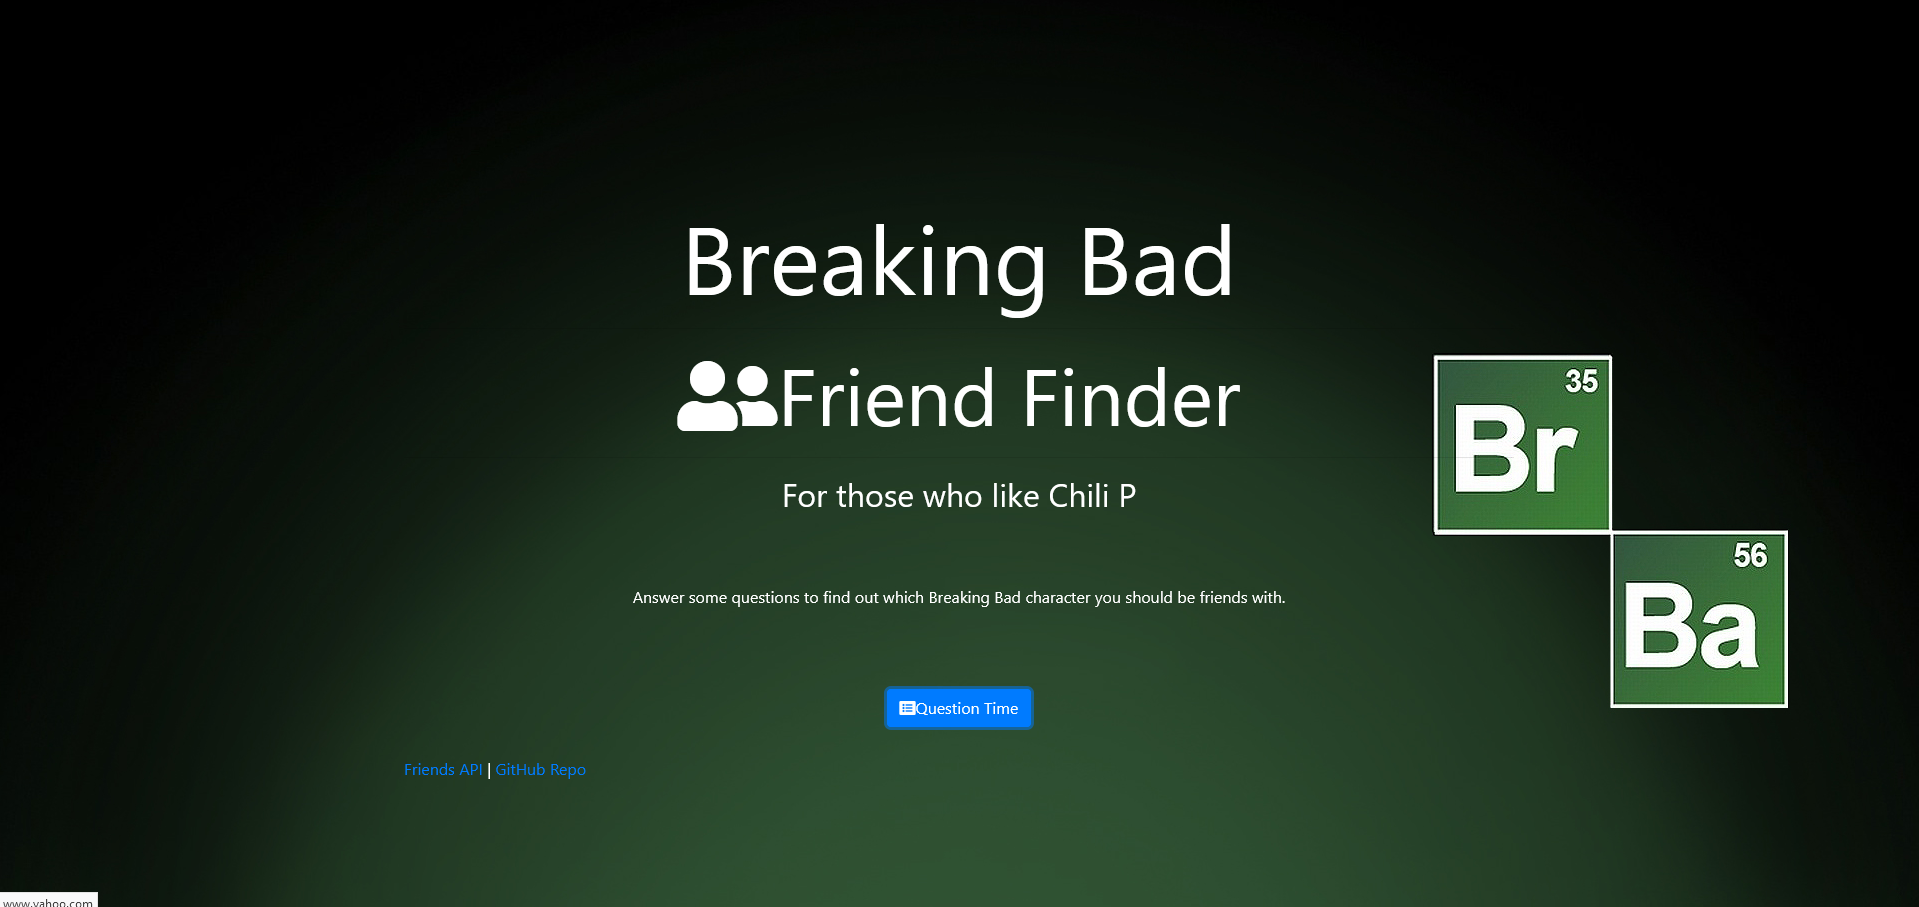 Breaking Bad
Friend Finder
For those who like Chili P
35
Br
56
Ba
Answer some questions to find out which Breaking Bad character you should be friends with.
Question Time
Friends API | GitHub Repo
www.yahoo.com